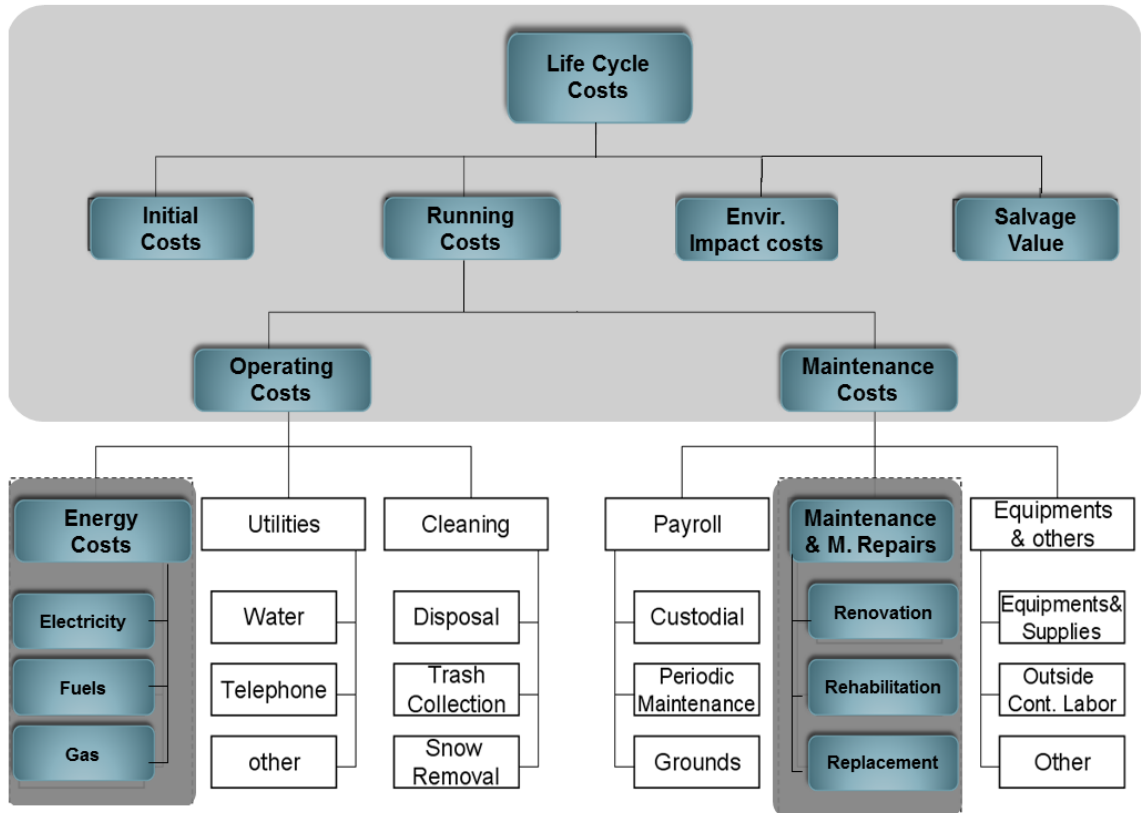 Life Cycle
Costs
Initial
Costs
Running
Costs
Envir.
Impact costs
Salvage
Value
Operating
Costs
Maintenance
Costs
Energy
Costs
Utilities
Cleaning
Payroll
Maintenance
& M. Repairs
Equipments
& others
Electricity
Water
Disposal
Custodial
Renovation
Equipments&
Supplies
Fuels
Telephone
Trash
Collection
Periodic
Maintenance
Rehabilitation
Outside
Cont. Labor
Gas
other
Snow
Removal
Grounds
Replacement
Other